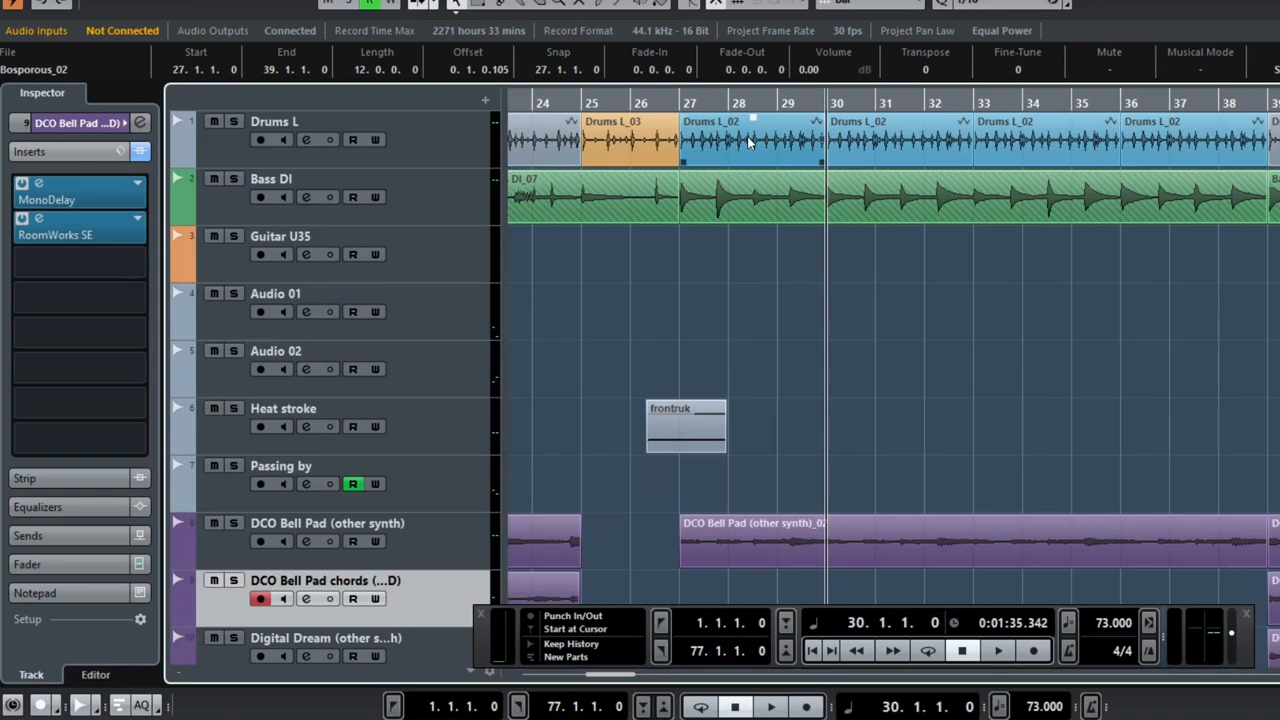 Audio Inputs Not Connected Audio Outputs Connected Record Time Max 2271 hours 33 mins Record Format 44.1 kHz - 16 Bit Project Frame Rate 30 fps Project Pan Law Equal Power
File Start End Length Offset Snap Fade-In Fade-Out Volume Transpose Fine-Tune Mute Musical Mode
Bosporous_02 27. 1. 1. 0 39. 1. 1. 0 12. 0. 0. 0 0. 1. 0.105 27. 1. 1. 0 0. 0. 0. 0 0. 0. 0. 0 0.00 dB 0 0 - -
Inspector
24 25 26 27 28 29 30 31 32 33 34 35 36 37 38
9 DCO Bell Pad ...D)
1 Drums L
m S
R W
Drums L_03 Drums L_02 Drums L_02 Drums L_02 Drums L_02
Inserts
MonoDelay
RoomWorks SE
2 Bass DI
m S
R W
DI_07
3 Guitar U35
m S
R W
4 Audio 01
m S
R W
5 Audio 02
m S
R W
6 Heat stroke
m S
R W
frontruk
7 Passing by
m S
R W
Strip
Equalizers
Sends
Fader
Notepad
Setup
DCO Bell Pad (other synth)
m S
R W
DCO Bell Pad (other synth)_02
DCO Bell Pad chords (...D)
m S
R W
10 Digital Dream (other s...h)
m S
R W
Punch In/Out
Start at Cursor
Keep History
New Parts
1. 1. 1. 0
77. 1. 1. 0
30. 1. 1. 0 0:01:35.342
73.000
4/4
Track Editor
AQ
1. 1. 1. 0 77. 1. 1. 0 30. 1. 1. 0 73.000